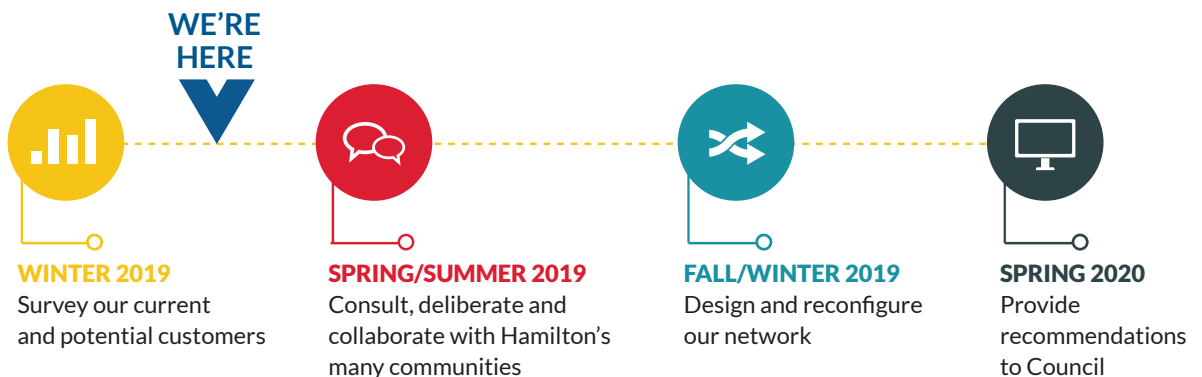 WE'RE
HERE
WINTER 2019
Survey our current
and potential customers
SPRING/SUMMER 2019
Consult, deliberate and
collaborate with Hamilton's
many communities
FALL/WINTER 2019
Design and reconfigure
our network
SPRING 2020
Provide
recommendations
to Council